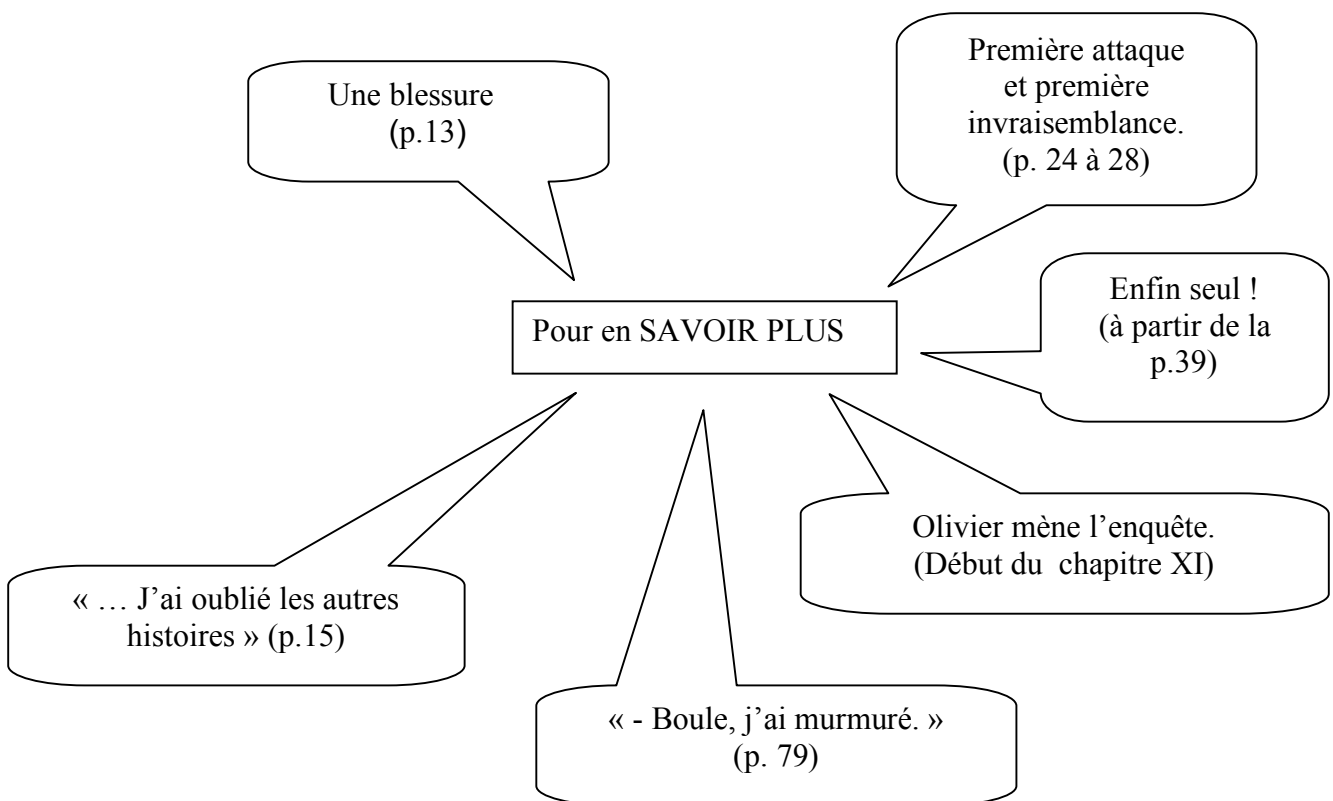 Une blessure
(p.13)
Première attaque
et première
invraisemblance.
(p. 24 à 28)
Enfin seul !
(à partir de la
p.39)
Pour en SAVOIR PLUS
Olivier mène l’enquête.
(Début du chapitre XI)
« … J’ai oublié les autres
histoires » (p.15)
« - Boule, j’ai murmuré. »
(p. 79)